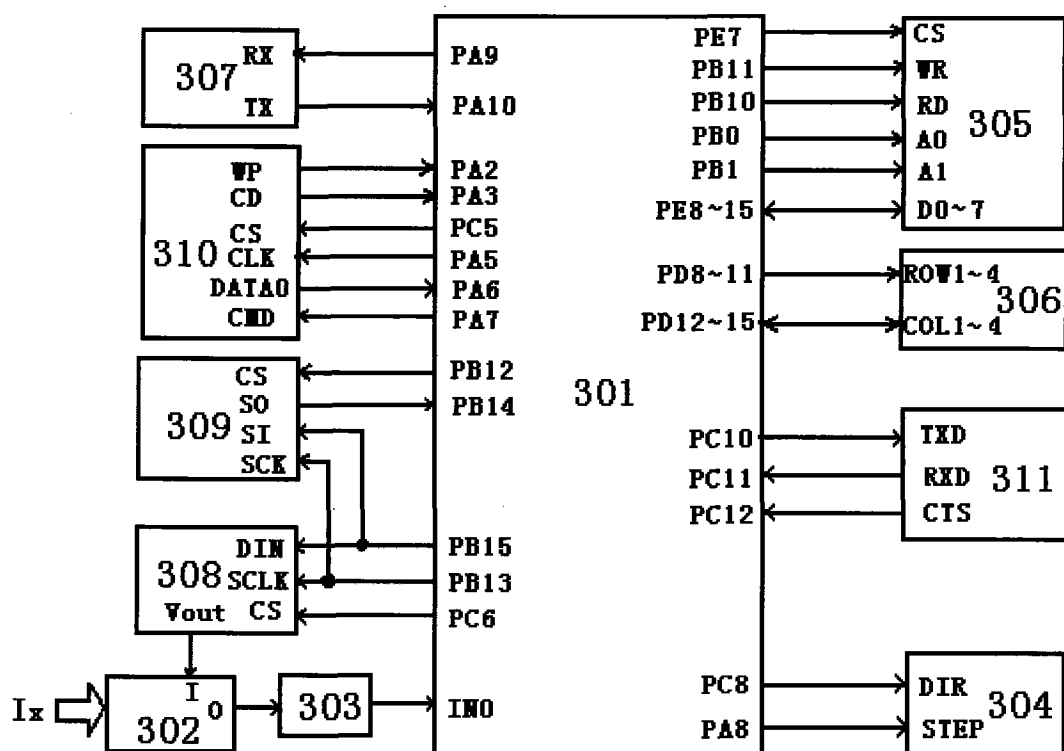 RX PA9 PE7 CS
307
TX PA10 PB11 WR
PB10 RD
305
PB0 A0
WP PA2 PB1 A1
CD PA3
CS PC5 PE8~15 D0~7
310 CLK PA5
DATA0 PA6 PD8~11 ROW1~4
306
CMD PA7 PD12~15 COL1~4
CS PB12
301
SO PB14
309 SI PC10 TXD
SCK PC11 RXD 311
PC12 CTS
DIN PB15
308 SCLK PB13
Vout CS PC6
I PC8 DIR
Ix 302 O 303 IN0 304
PA8 STEP